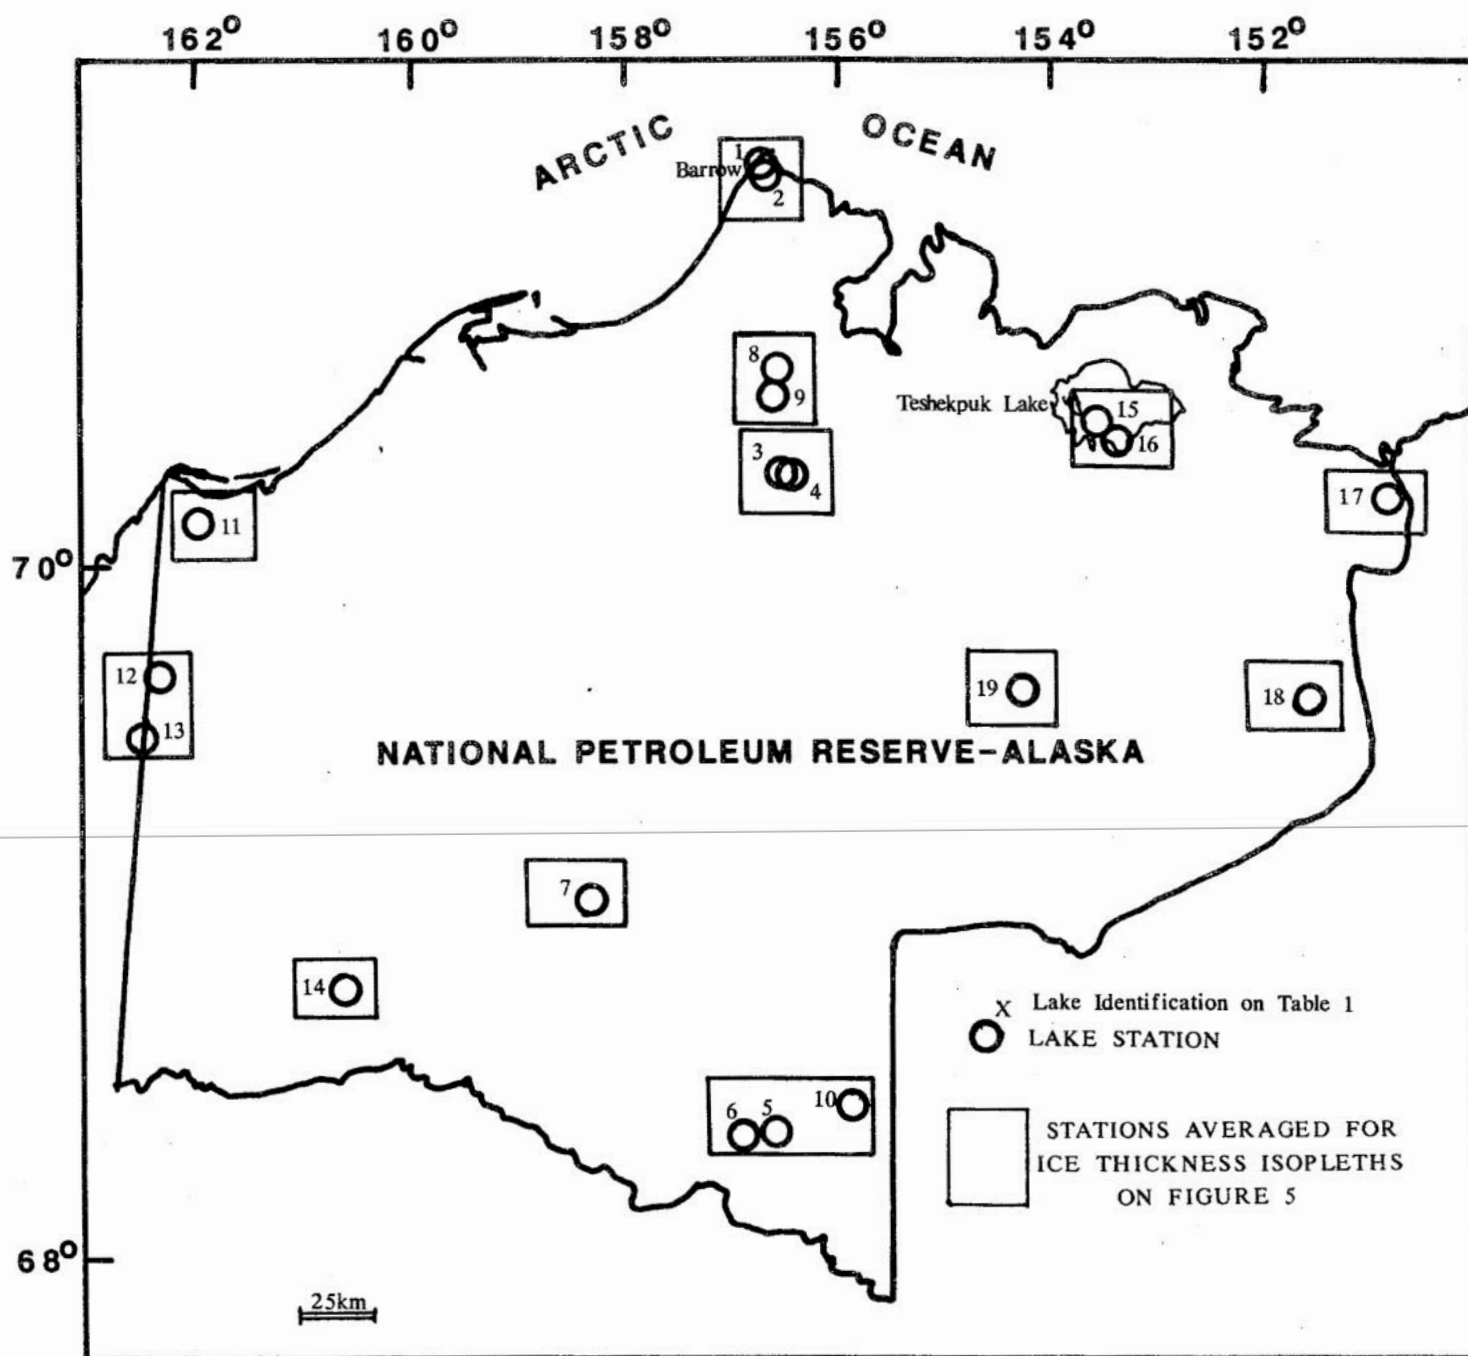 162° 160° 158° 156° 154° 152°
ARCTIC OCEAN
1
Barrow
2
8
9
Teshekpuk Lake
15
16
3
4
17
11
70°
12
13
19
18
NATIONAL PETROLEUM RESERVE-ALASKA
7
14
X Lake Identification on Table 1
LAKE STATION
10
6 5
STATIONS AVERAGED FOR
ICE THICKNESS ISOPLETHS
ON FIGURE 5
68°
25km